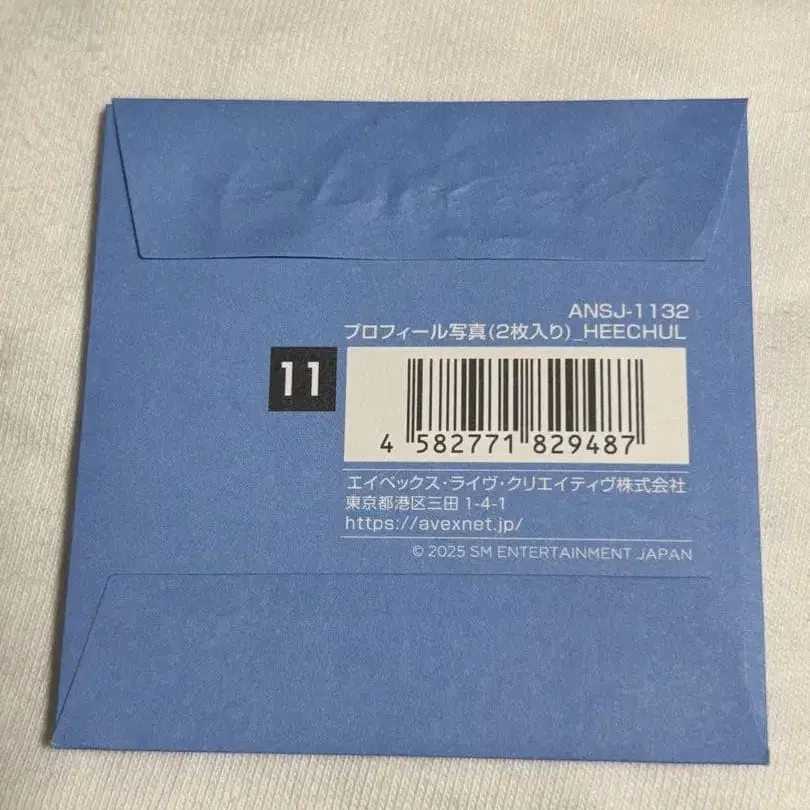 ANSJ-1132
プロフィール写真(2枚入り)_HEECHUL
11
4 582771 829487
エイベックス・ライヴ・クリエイティヴ株式会社
東京都港区三田 1-4-1
https://avexnet.jp/
© 2025 SM ENTERTAINMENT JAPAN